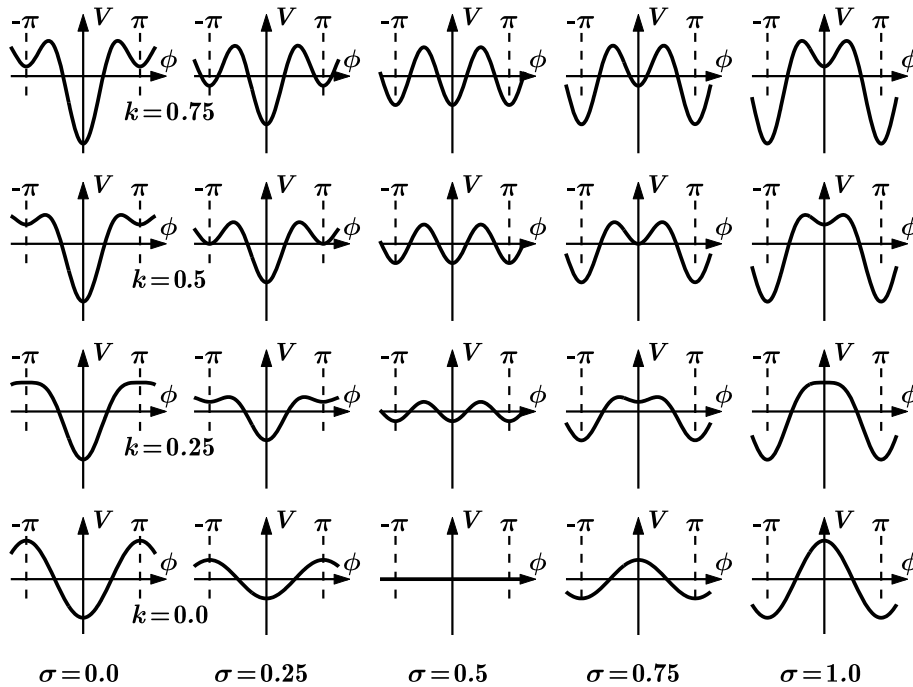 -π V π ϕ -π V π ϕ -π V π ϕ -π V π ϕ -π V π ϕ
k=0.75
-π V π ϕ -π V π ϕ -π V π ϕ -π V π ϕ -π V π ϕ
k=0.5
-π V π ϕ -π V π ϕ -π V π ϕ -π V π ϕ -π V π ϕ
k=0.25
-π V π ϕ -π V π ϕ -π V π ϕ -π V π ϕ -π V π ϕ
k=0.0
σ=0.0 σ=0.25 σ=0.5 σ=0.75 σ=1.0